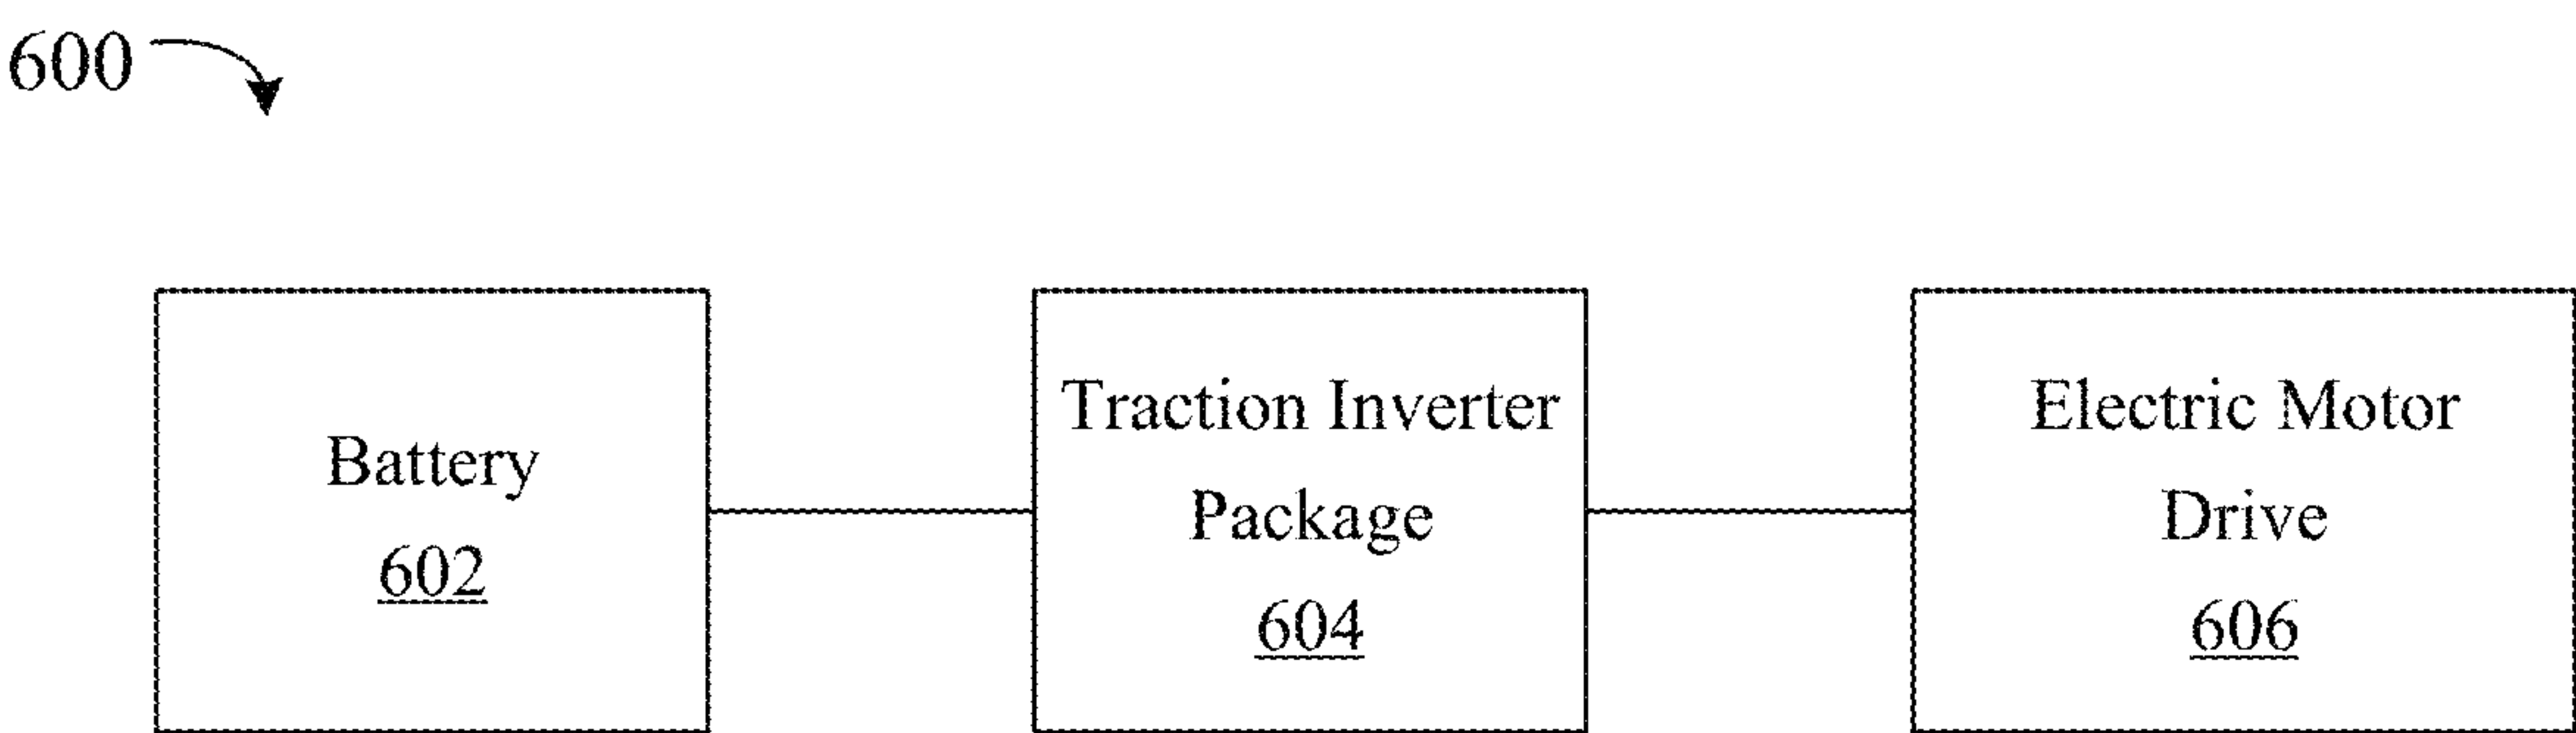 600
Battery
602
Traction Inverter
Package
604
Electric Motor
Drive
606